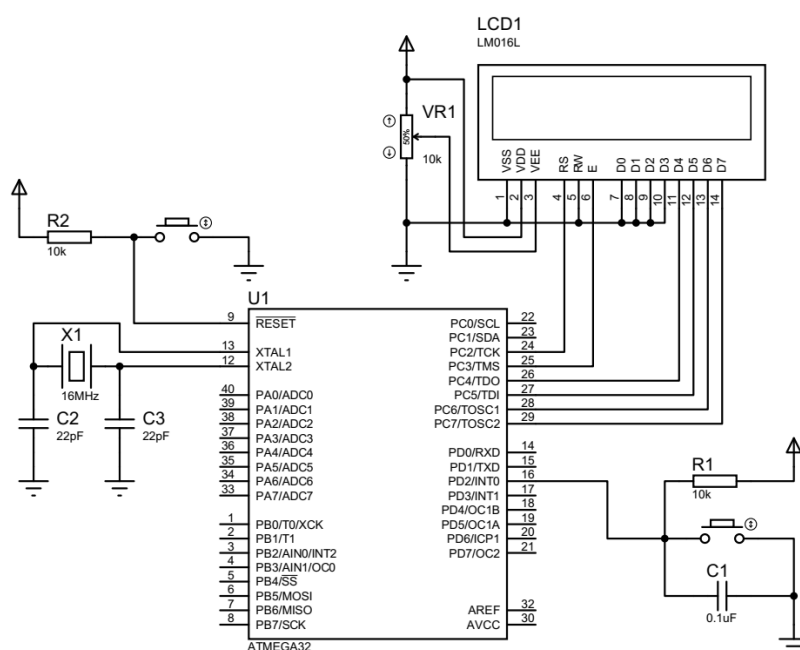 LCD1
LM016L
VR1
50%
10k
VSS VDD VEE RS RW E D0 D1 D2 D3 D4 D5 D6 D7
1 2 3 4 5 6 7 8 9 10 11 12 13 14
R2
10k
U1
9 RESET
13 XTAL1
12 XTAL2
X1
16MHz
C2
22pF
C3
22pF
40 PA0/ADC0
39 PA1/ADC1
38 PA2/ADC2
37 PA3/ADC3
36 PA4/ADC4
35 PA5/ADC5
34 PA6/ADC6
33 PA7/ADC7
1 PB0/T0/XCK
2 PB1/T1
3 PB2/AIN0/INT2
4 PB3/AIN1/OC0
5 PB4/SS
6 PB5/MOSI
7 PB6/MISO
8 PB7/SCK
PC0/SCL 22
PC1/SDA 23
PC2/TCK 24
PC3/TMS 25
PC4/TDO 26
PC5/TDI 27
PC6/TOSC1 28
PC7/TOSC2 29
PD0/RXD 14
PD1/TXD 15
PD2/INT0 16
PD3/INT1 17
PD4/OC1B 18
PD5/OC1A 19
PD6/ICP1 20
PD7/OC2 21
AREF 32
AVCC 30
ATMEGA32
R1
10k
C1
0.1uF